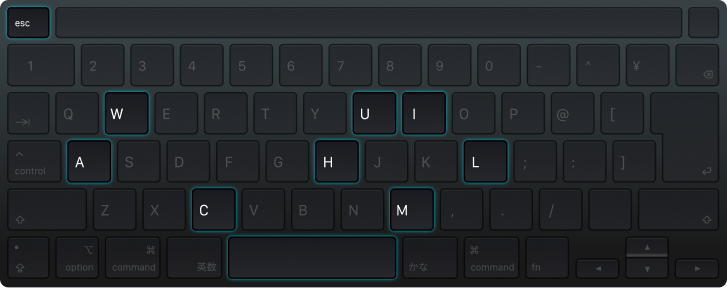 esc
1 2 3 4 5 6 7 8 9 0 - ^ ¥ ⌫
→| Q W E R T Y U I O P @ [
^ control A S D F G H J K L ; : ] ↵
⇧ Z X C V B N M , . / ⇧
• ⇪ ⌥ option ⌘ command 英数 かな ⌘ command fn ◄ ▲ ▼ ►